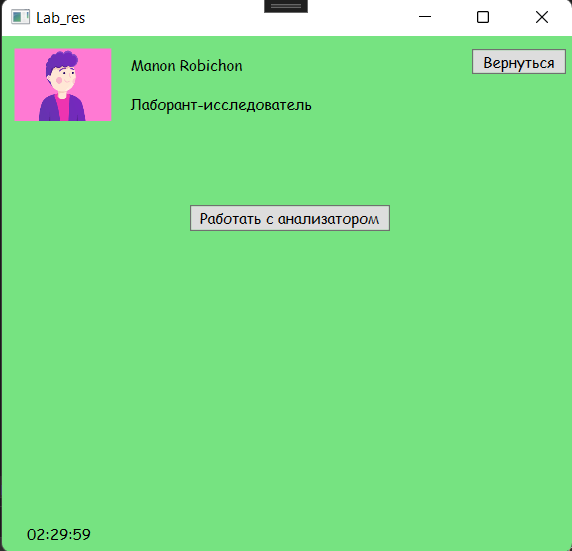 Lab_res
Manon Robichon
Вернуться
Лаборант-исследователь
Работать с анализатором
02:29:59